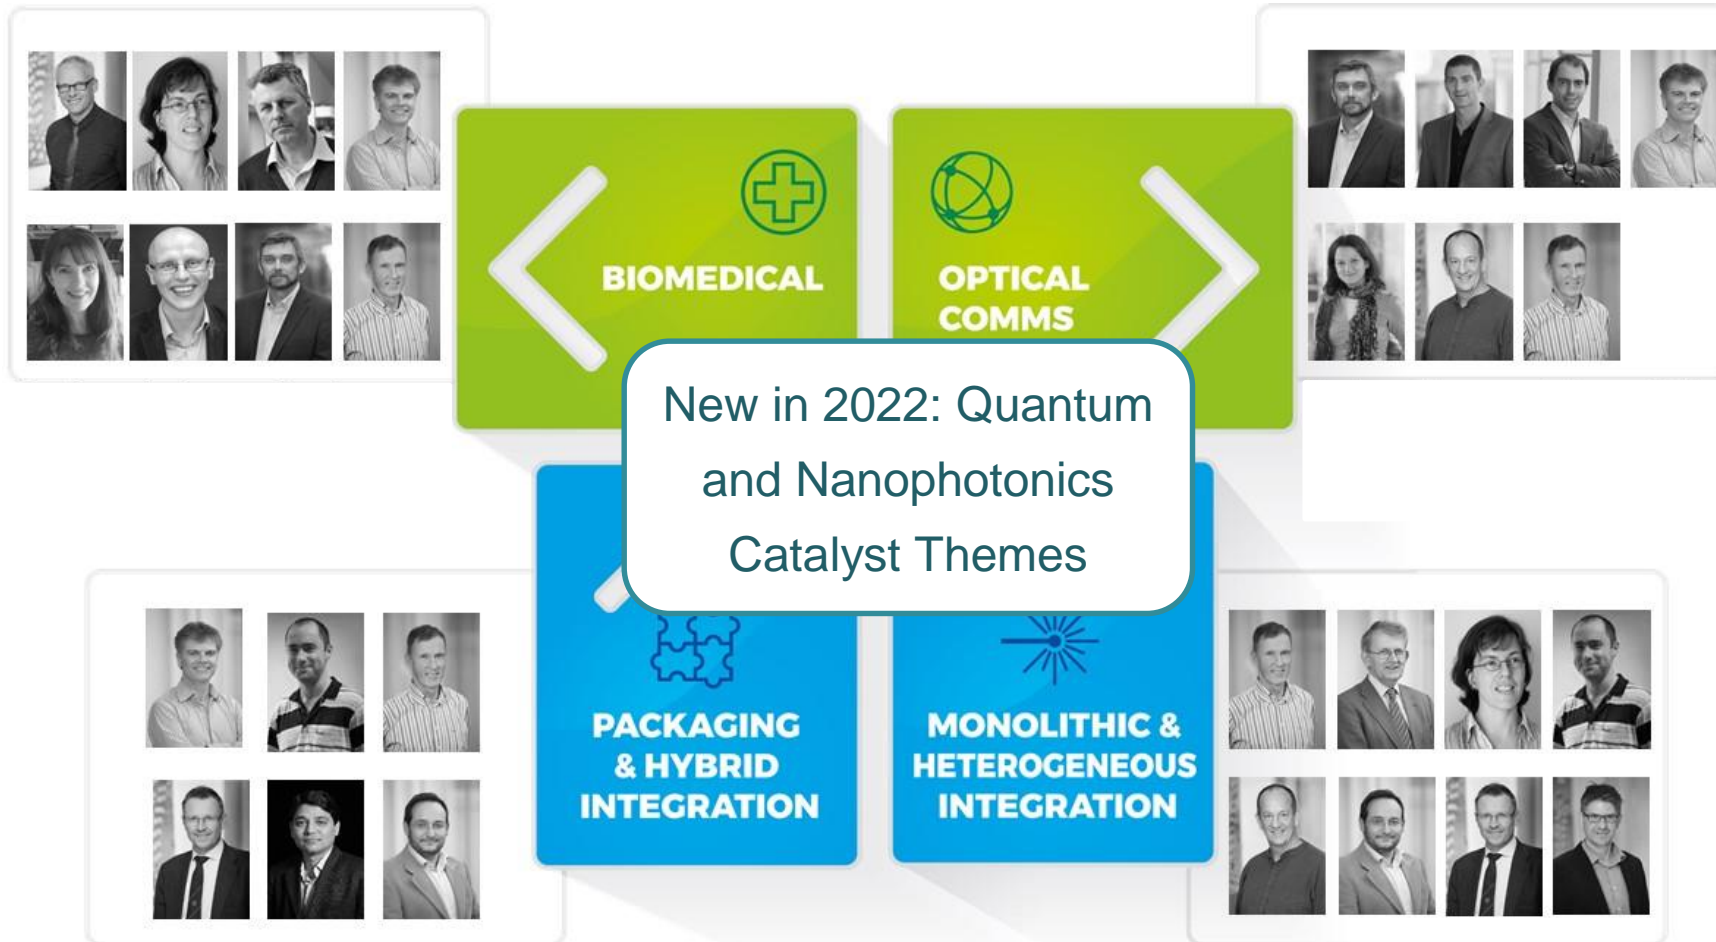 BIOMEDICAL
OPTICAL
COMMS
New in 2022: Quantum
and Nanophotonics
Catalyst Themes
PACKAGING
& HYBRID
INTEGRATION
MONOLITHIC &
HETEROGENEOUS
INTEGRATION